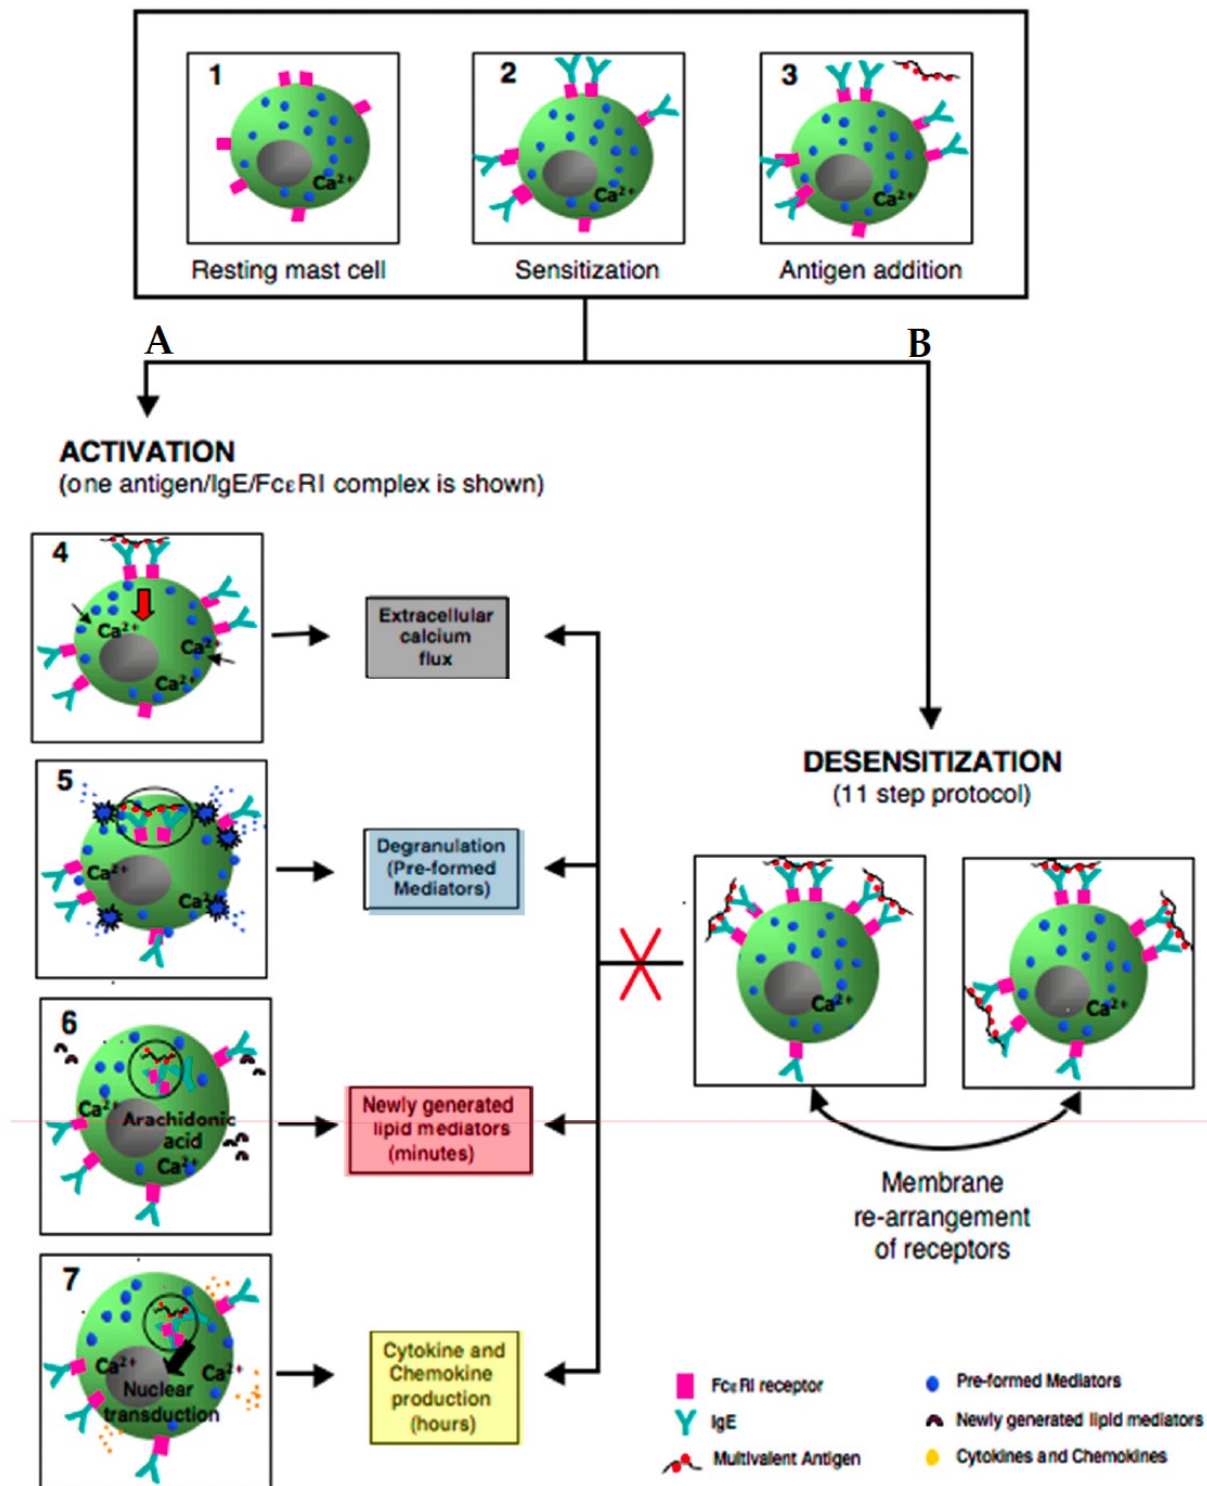 1
2
3
Ca²⁺
Ca²⁺
Ca²⁺
Resting mast cell
Sensitization
Antigen addition
A
B
ACTIVATION
(one antigen/IgE/FcεRI complex is shown)
4
Ca²⁺
Ca²⁺
Ca²⁺
Extracellular
calcium
flux
5
Ca²⁺
Ca²⁺
Degranulation
(Pre-formed
Mediators)
DESENSITIZATION
(11 step protocol)
Ca²⁺
Ca²⁺
6
Ca²⁺
Arachidonic
acid
Ca²⁺
Newly generated
lipid mediators
(minutes)
Membrane
re-arrangement
of receptors
7
Ca²⁺
Ca²⁺
Nuclear
transduction
Cytokine and
Chemokine
production
(hours)
FcεRI receptor
IgE
Multivalent Antigen
Pre-formed Mediators
Newly generated lipid mediators
Cytokines and Chemokines